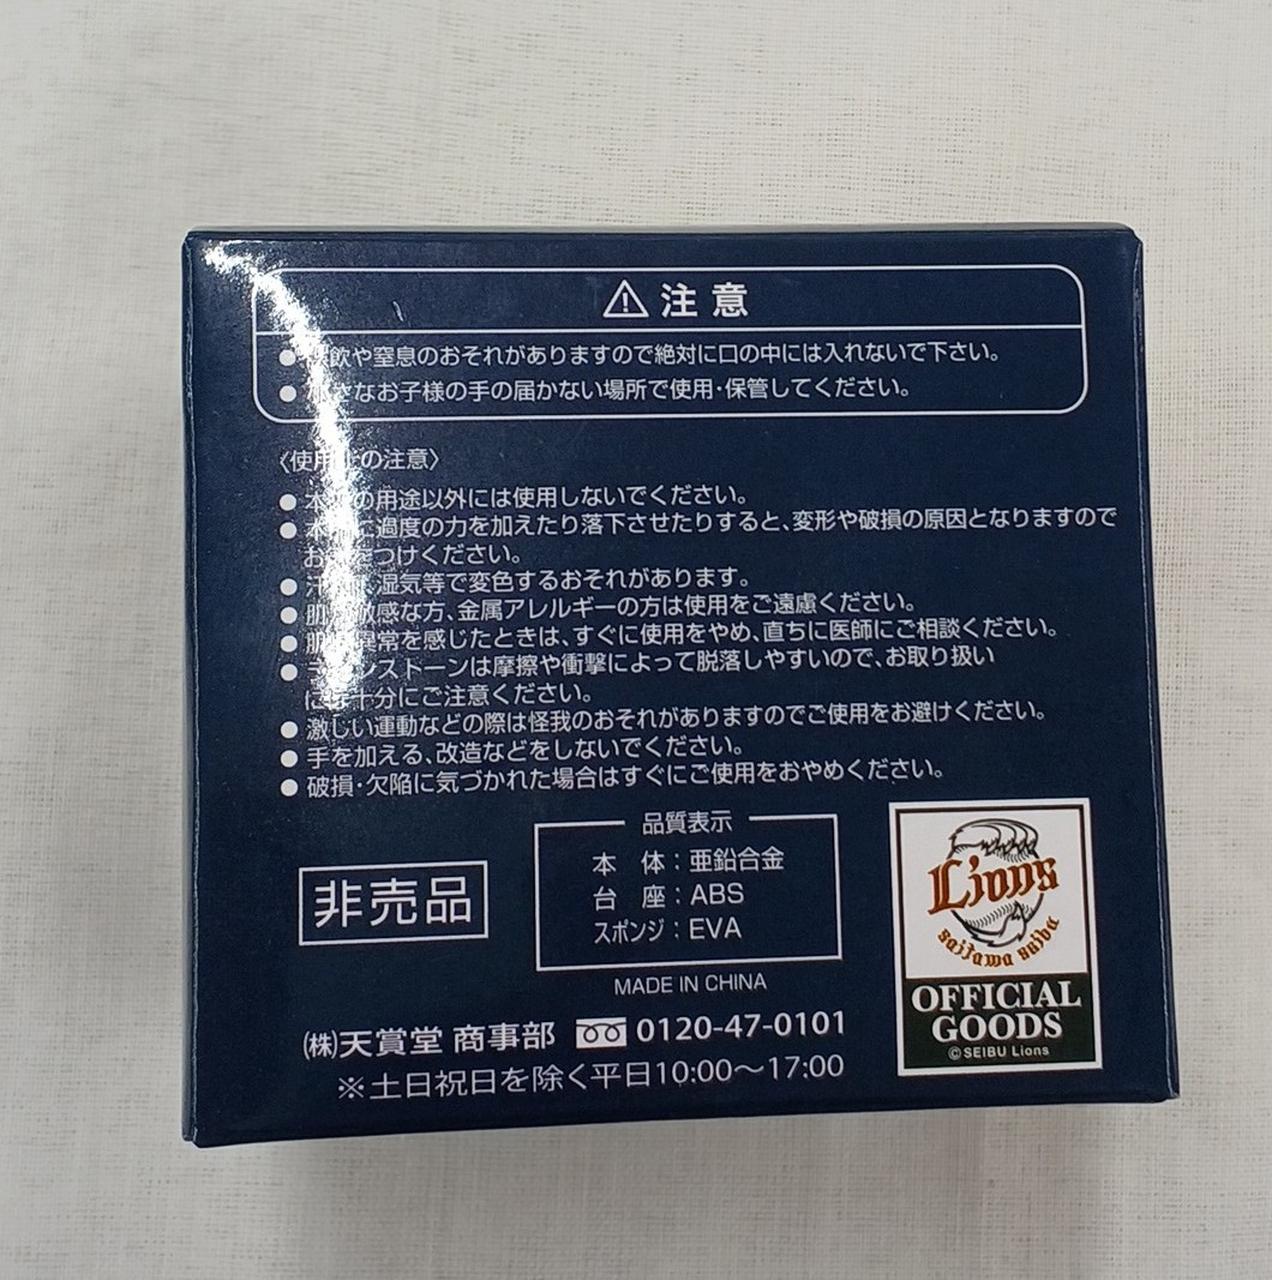 注意
●飲や窒息のおそれがありますので絶対に口の中には入れないで下さい。
●さなお子様の手の届かない場所で使用・保管してください。
〈使用の注意〉
●本の用途以外には使用しないでください。
●本に過度の力を加えたり落下させたりすると、変形や破損の原因となりますので
おつけください。
●汗湿気等で変色するおそれがあります。
●肌敏感な方、金属アレルギーの方は使用をご遠慮ください。
●肌異常を感じたときは、すぐに使用をやめ、直ちに医師にご相談ください。
●ラインストーンは摩擦や衝撃によって脱落しやすいので、お取り扱い
には十分にご注意ください。
●激しい運動などの際は怪我のおそれがありますのでご使用をお避けください。
●手を加える、改造などをしないでください。
●破損・欠陥に気づかれた場合はすぐにご使用をおやめください。
非売品
品質表示
本 体：亜鉛合金
台 座：ABS
スポンジ：EVA
MADE IN CHINA
(株)天賞堂 商事部 0120-47-0101
※土日祝日を除く平日10:00～17:00
Lions
saitama seibu
OFFICIAL
GOODS
©SEIBU Lions